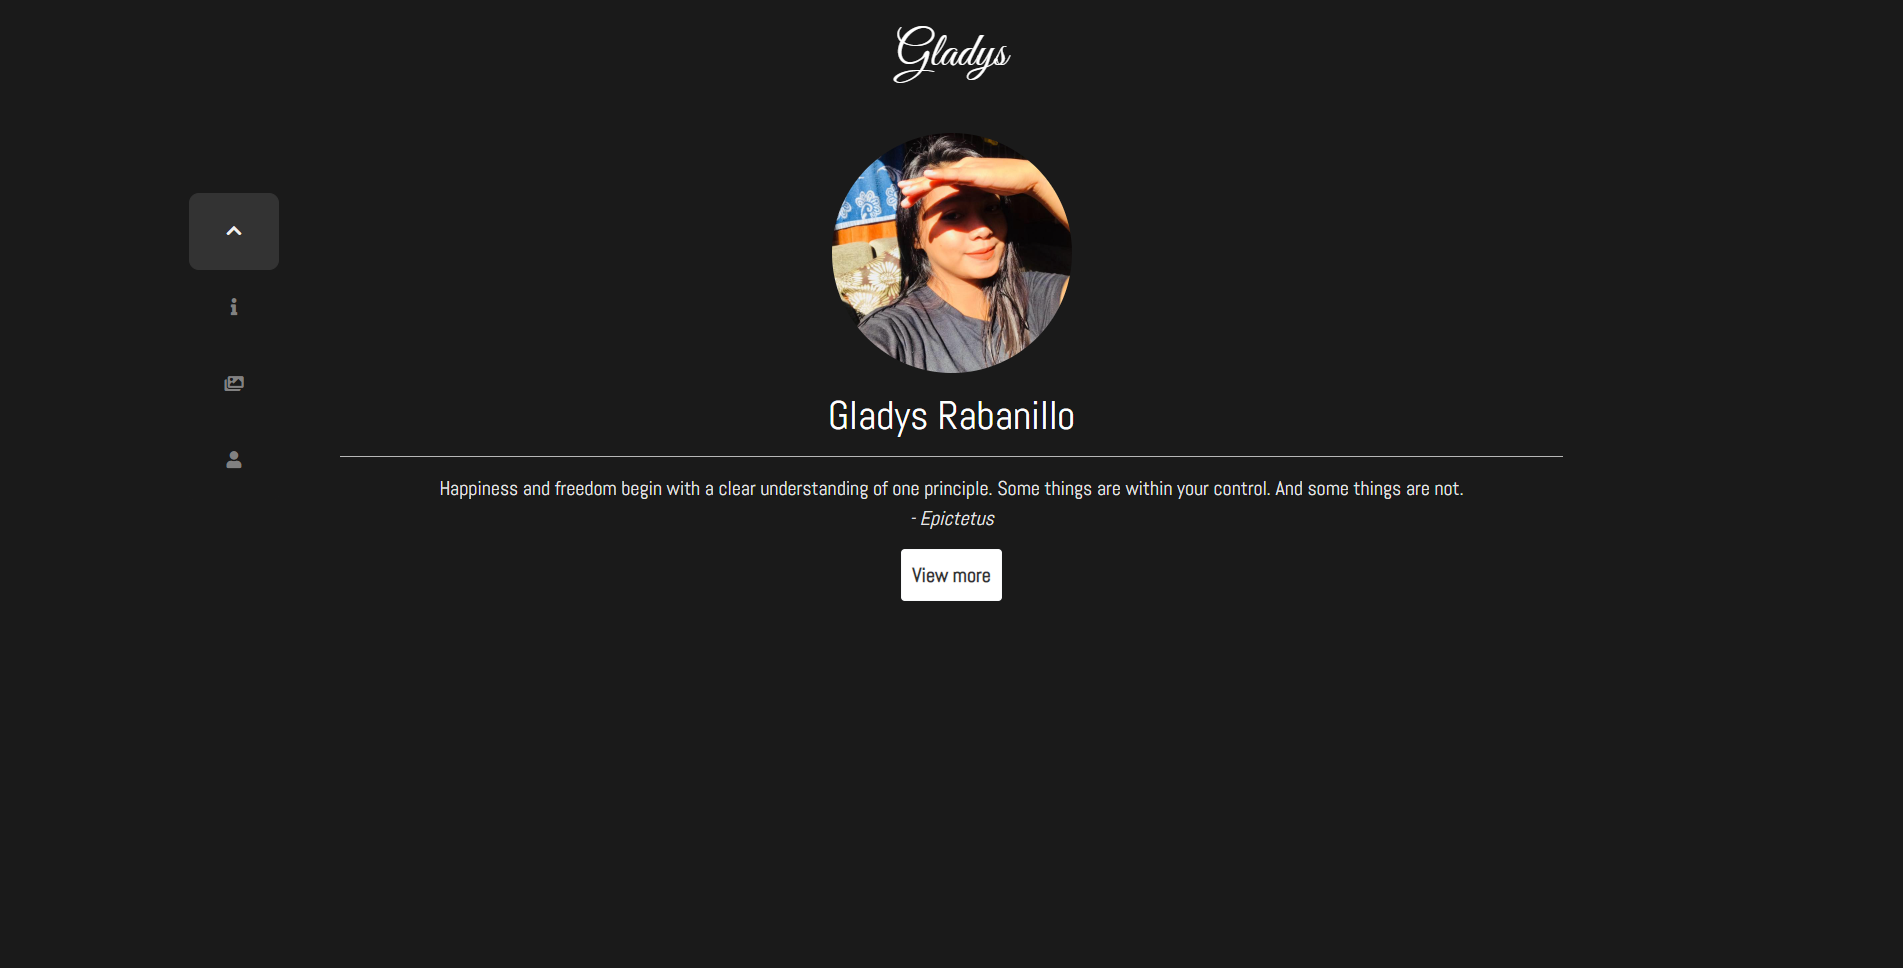 Gladys
Gladys Rabanillo
Happiness and freedom begin with a clear understanding of one principle. Some things are within your control. And some things are not.
- Epictetus
View more